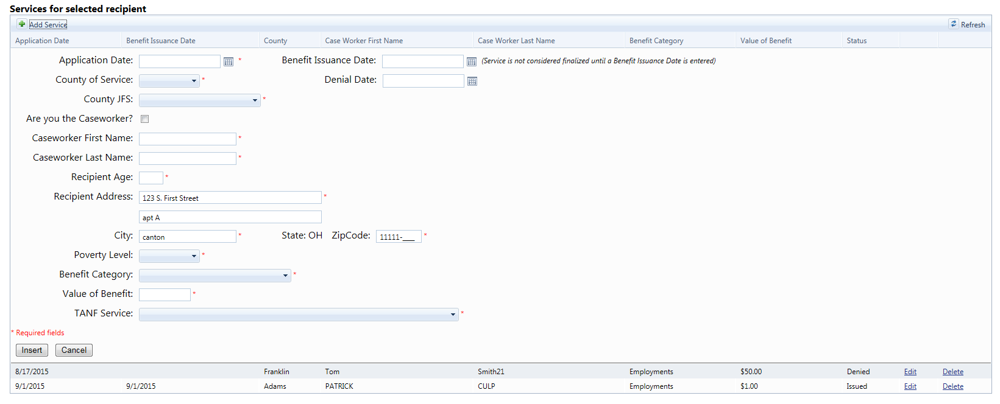 Services for selected recipient
Add Service Refresh
Application Date Benefit Issuance Date County Case Worker First Name Case Worker Last Name Benefit Category Value of Benefit Status
Application Date: * Benefit Issuance Date: (Service is not considered finalized until a Benefit Issuance Date is entered)
County of Service: * Denial Date:
County JFS: *
Are you the Caseworker?
Caseworker First Name: *
Caseworker Last Name: *
Recipient Age: *
Recipient Address: 123 S. First Street *
apt A
City: canton * State: OH ZipCode: 11111-____ *
Poverty Level: *
Benefit Category: *
Value of Benefit: *
TANF Service: *
* Required fields
Insert Cancel
8/17/2015 Franklin Tom Smith21 Employments $50.00 Denied Edit Delete
9/1/2015 9/1/2015 Adams PATRICK CULP Employments $1.00 Issued Edit Delete